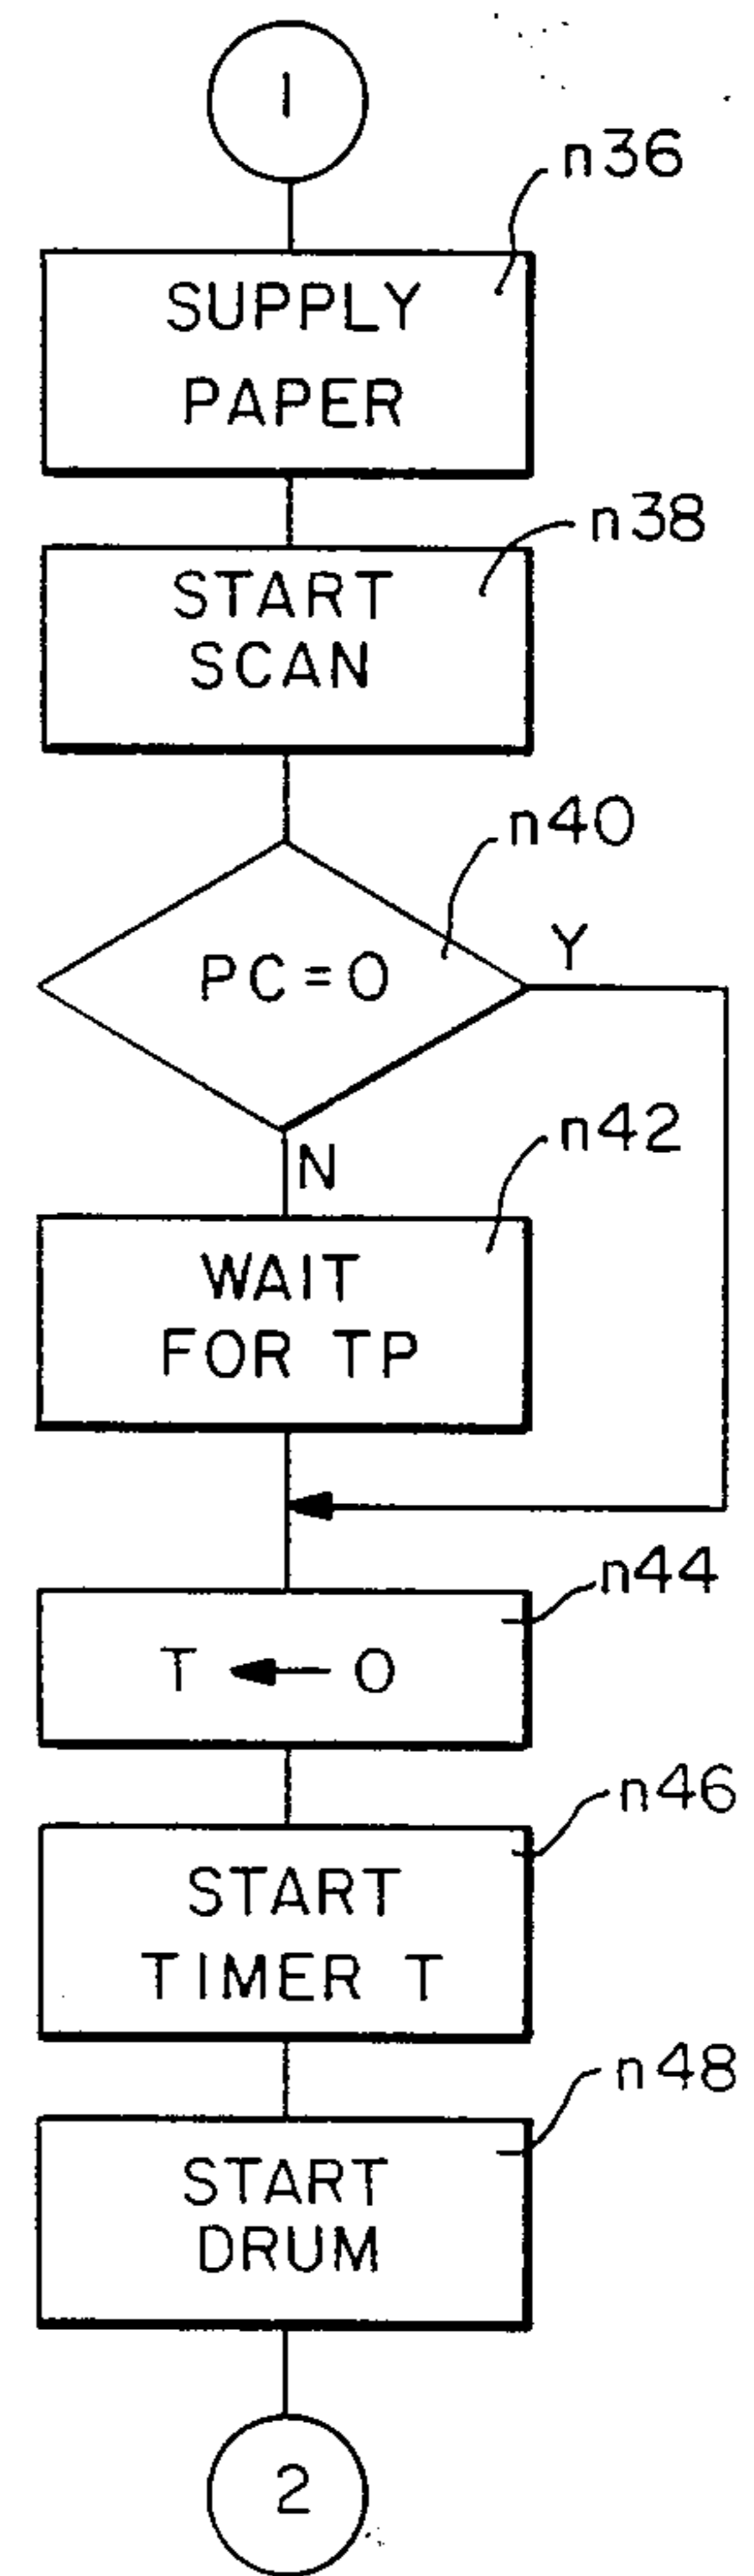 1
n36
SUPPLY
PAPER
n38
START
SCAN
n40
PC=0
Y
N
n42
WAIT
FOR TP
n44
T ← 0
n46
START
TIMER T
n48
START
DRUM
2